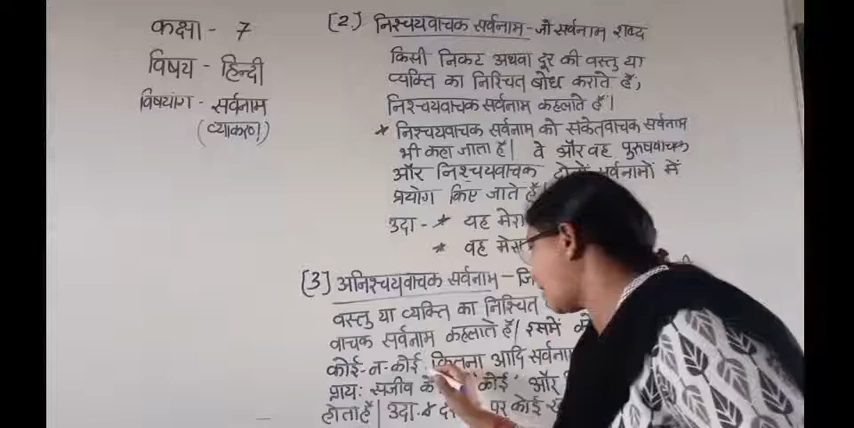 कक्षा - 7
विषय - हिन्दी
विषयांग - सर्वनाम
(व्याकरण)
[2.] निश्चयवाचक सर्वनाम - जो सर्वनाम शब्द
किसी निकट अथवा दूर की वस्तु या
व्यक्ति का निश्चित बोध कराते हैं,
निश्चयवाचक सर्वनाम कहलाते हैं।
* निश्चयवाचक सर्वनाम को संकेतवाचक सर्वनाम
भी कहा जाता है। वे और वह पुरुषवाचक
और निश्चयवाचक दोनों सर्वनामों में
प्रयोग किए जाते हैं
उदा - * यह मेरा
* वह मेरा
[3] अनिश्चयवाचक सर्वनाम -
वस्तु या व्यक्ति का निश्चित
वाचक सर्वनाम कहलाते हैं। इसमें
कोई-न-कोई, कितना आदि सर्वनाम
प्रायः सजीव कोई और
होता है। उदा. पर कोई